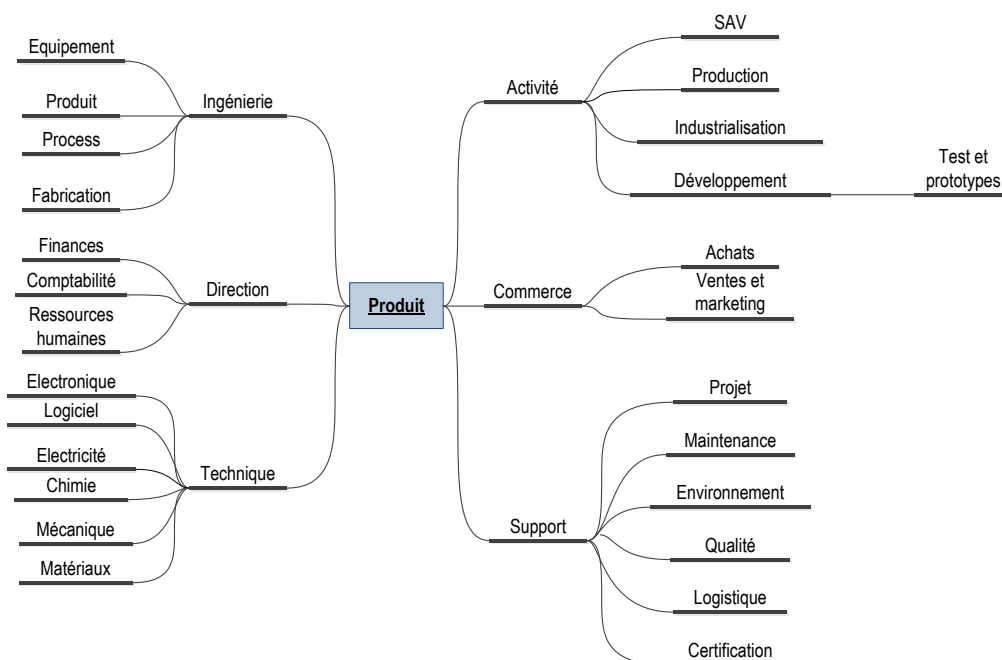 Equipement
Produit
Process
Fabrication
Ingénierie
Finances
Comptabilité
Ressources
humaines
Direction
Electronique
Logiciel
Electricité
Chimie
Mécanique
Matériaux
Technique
Produit
Activité
SAV
Production
Industrialisation
Développement
Test et
prototypes
Commerce
Achats
Ventes et
marketing
Support
Projet
Maintenance
Environnement
Qualité
Logistique
Certification